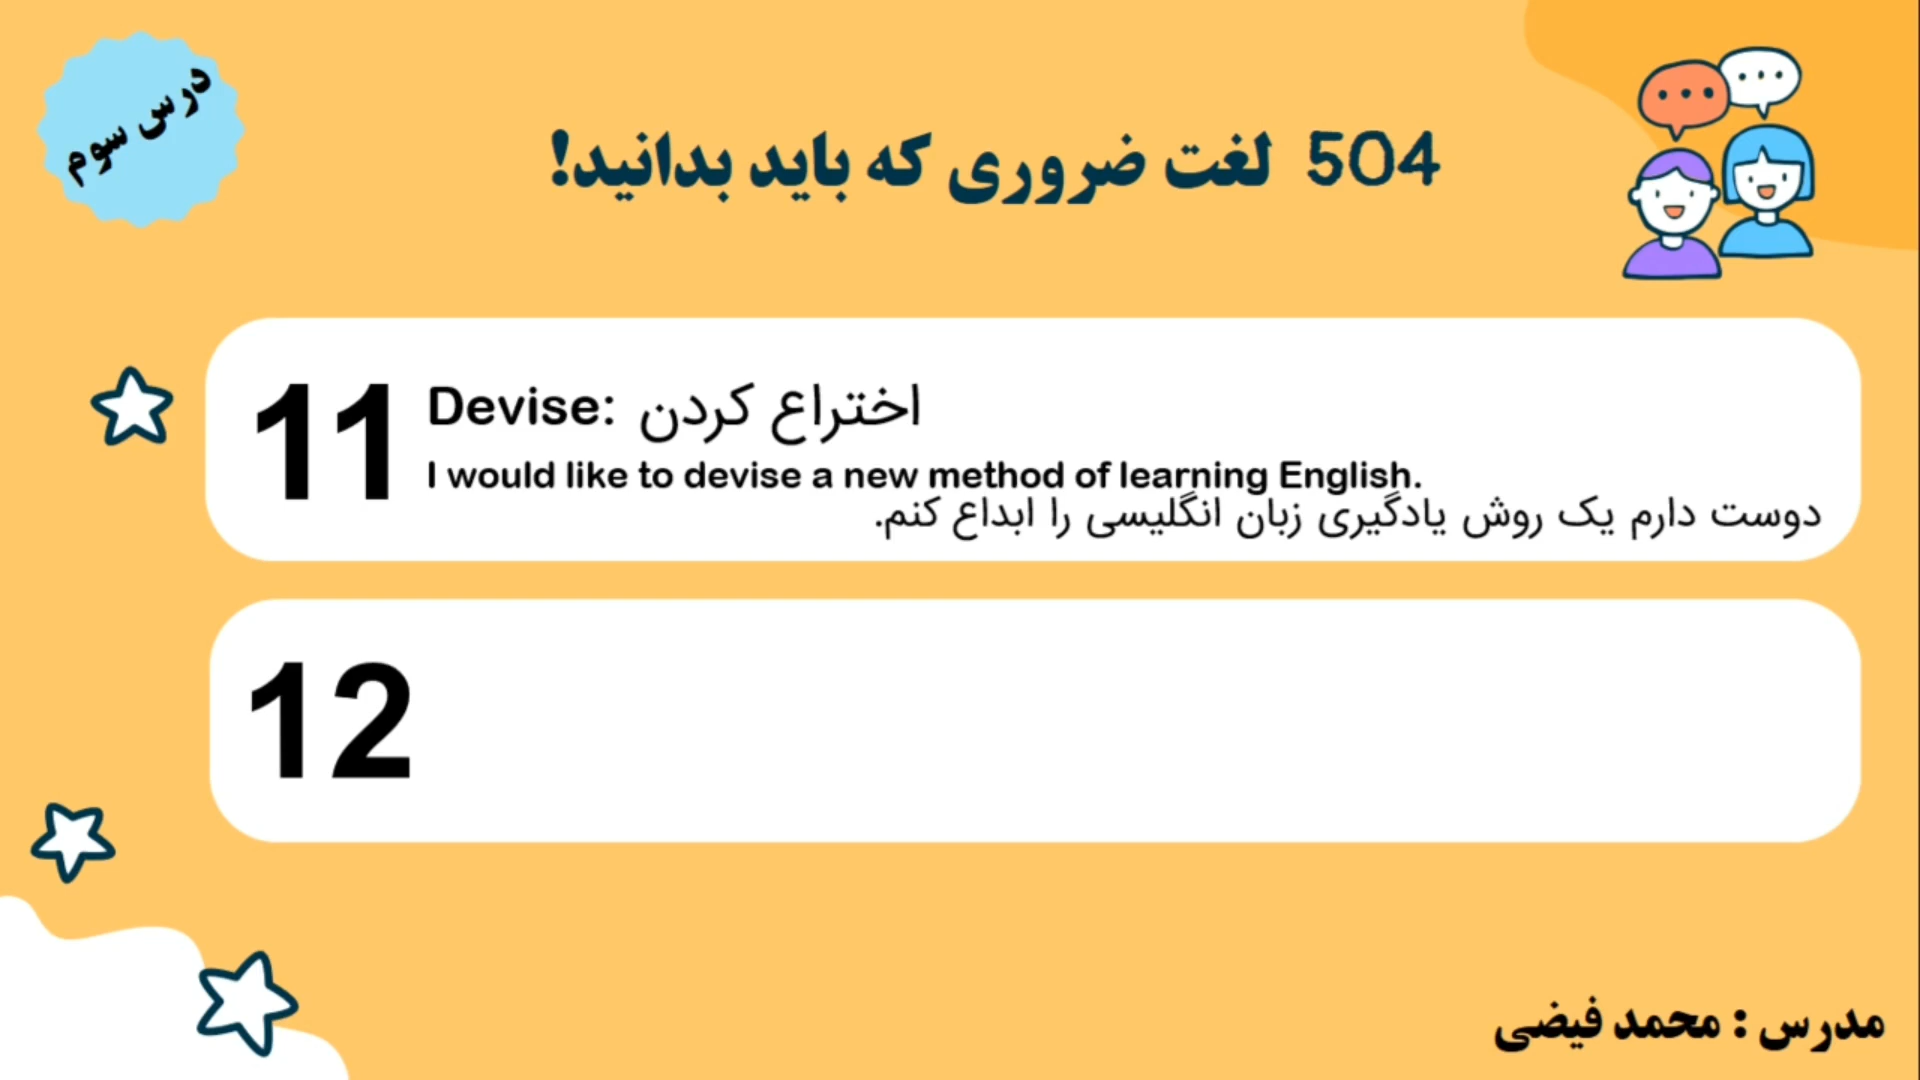 درس سوم
504 لغت ضروری که باید بدانید!
11
Devise: اختراع کردن
I would like to devise a new method of learning English.
دوست دارم یک روش یادگیری زبان انگلیسی را ابداع کنم.
12
مدرس : محمد فیضی